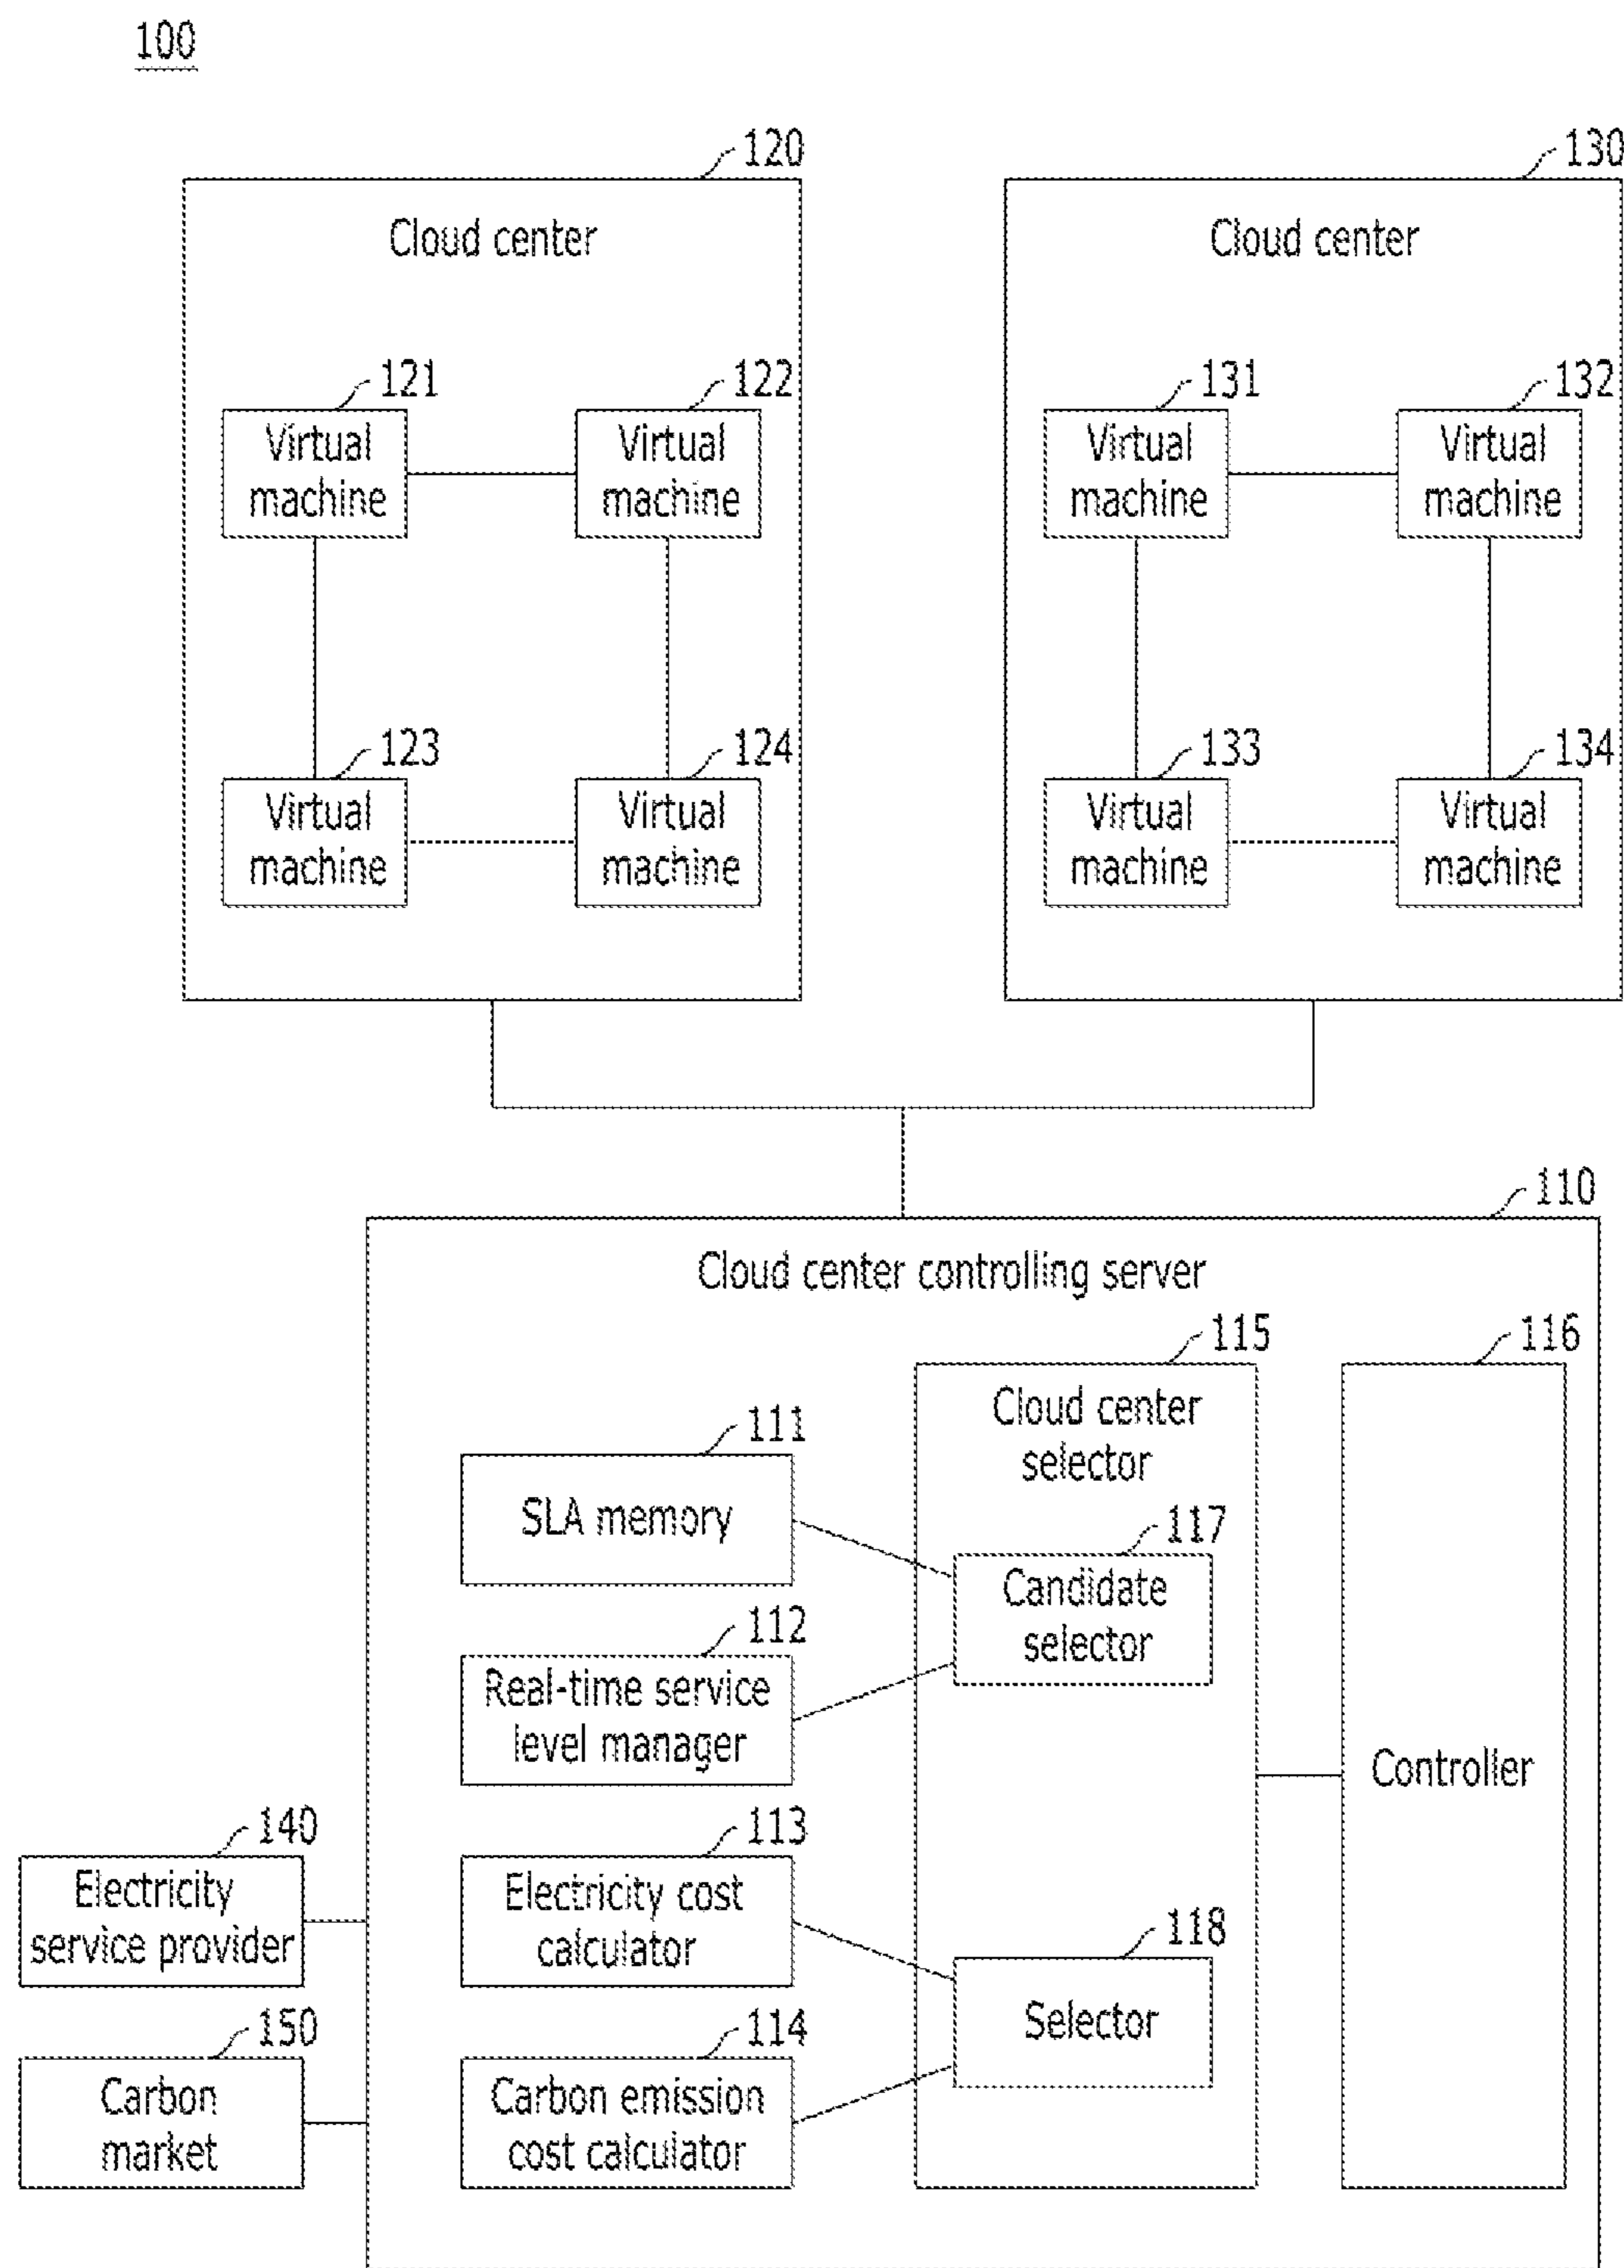 100
120
130
Cloud center
Cloud center
121
122
131
132
Virtual
machine
Virtual
machine
Virtual
machine
Virtual
machine
123
124
133
134
Virtual
machine
Virtual
machine
Virtual
machine
Virtual
machine
110
Cloud center controlling server
115
116
Cloud center
selector
111
SLA memory
117
Candidate
selector
112
Real-time service
level manager
Controller
140
Electricity
service provider
113
Electricity cost
calculator
118
Selector
150
Carbon
market
114
Carbon emission
cost calculator